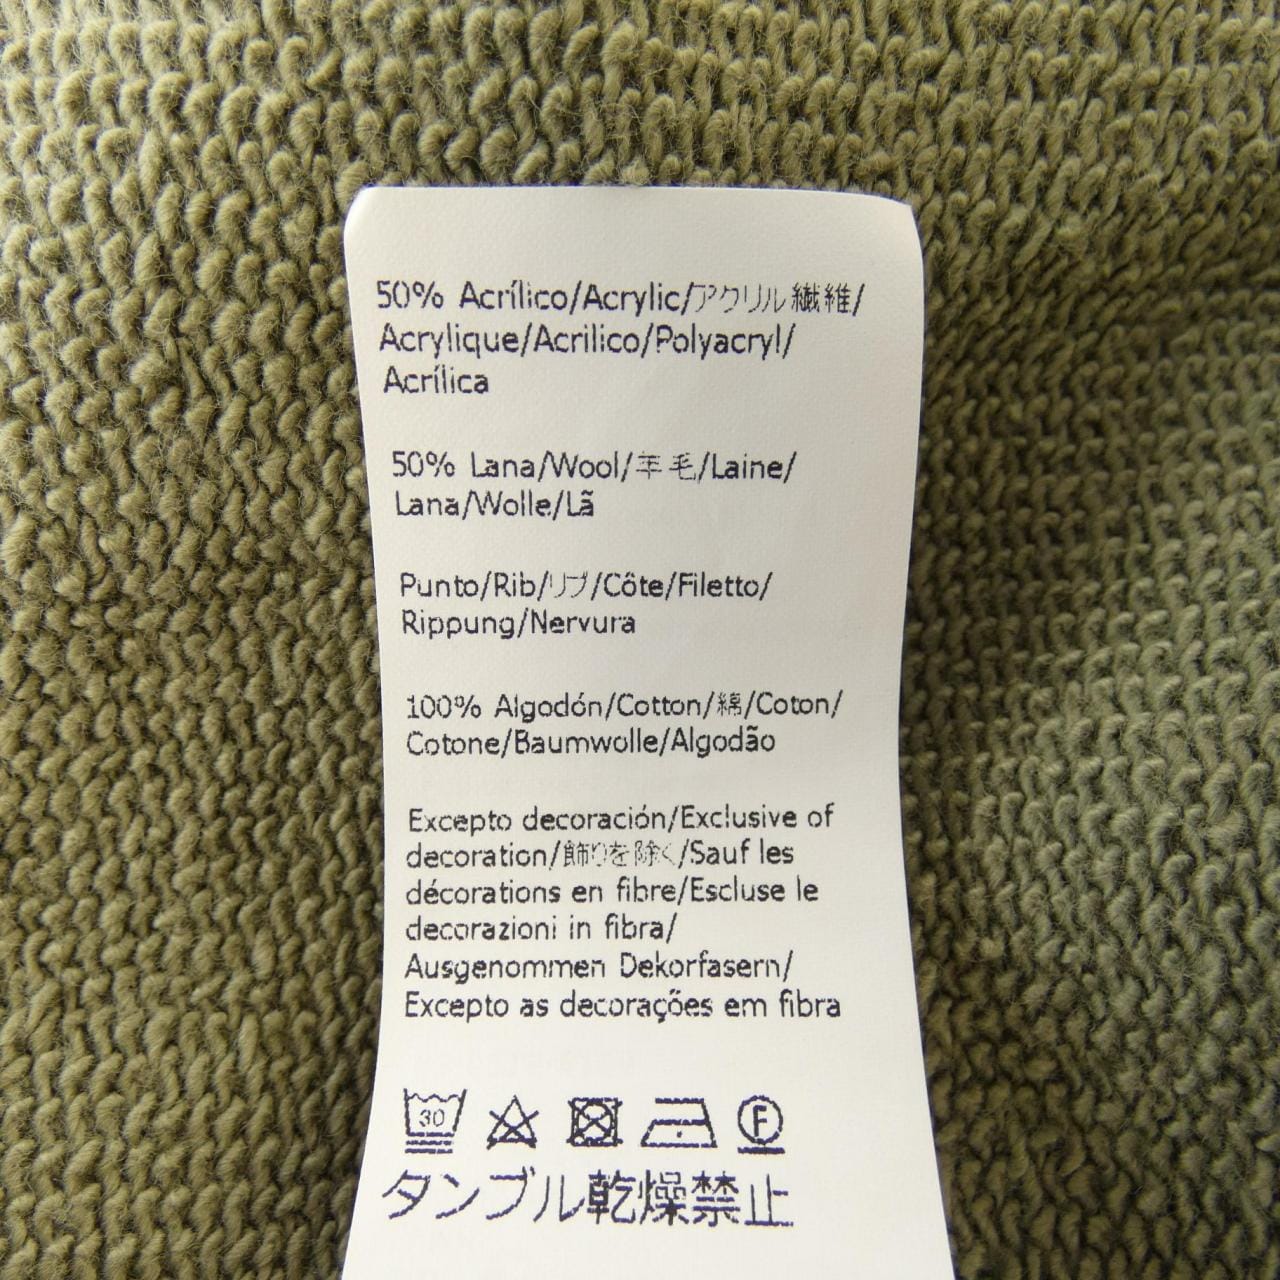 50% Acrílico/Acrylic/アクリル繊維/
Acrylique/Acrilico/Polyacryl/
Acrílica
50% Lana/Wool/羊毛/Laine/
Lana/Wolle/Lã
Punto/Rib/リブ/Côte/Filetto/
Rippung/Nervura
100% Algodón/Cotton/綿/Coton/
Cotone/Baumwolle/Algodão
Excepto decoración/Exclusive of
decoration/飾りを除く/Sauf les
décorations en fibre/Escluse le
decorazioni in fibra/
Ausgenommen Dekorfasern/
Excepto as decorações em fibra
30 F
タンブル乾燥禁止